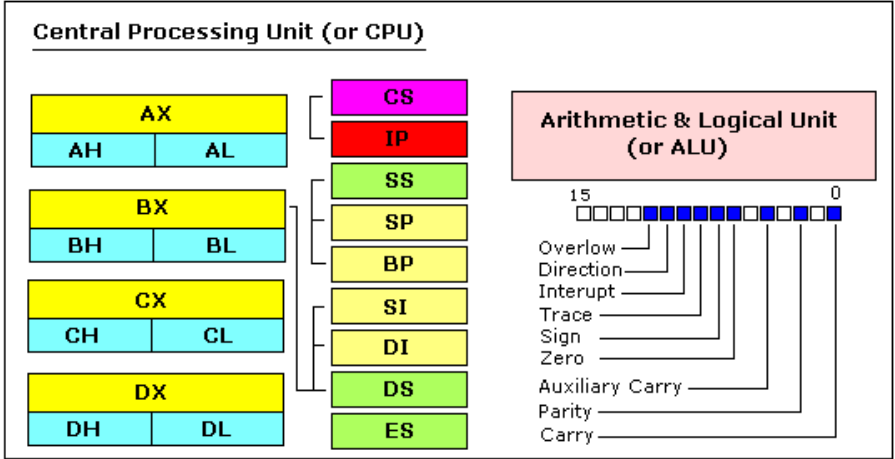 Central Processing Unit (or CPU)
AX
AH AL
BX
BH BL
CX
CH CL
DX
DH DL
CS
IP
SS
SP
BP
SI
DI
DS
ES
Arithmetic & Logical Unit
(or ALU)
15 0
Overlow
Direction
Interupt
Trace
Sign
Zero
Auxiliary Carry
Parity
Carry